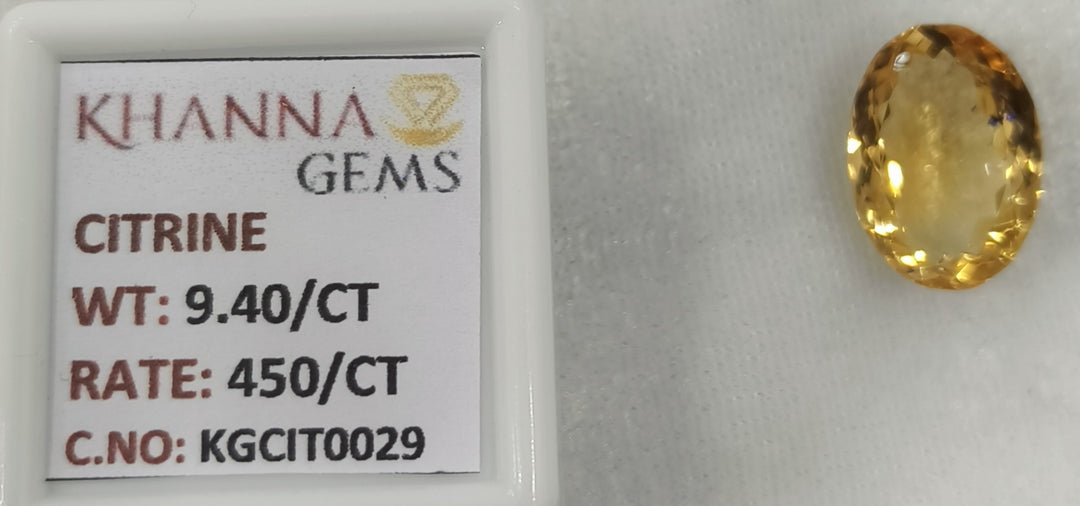 KHANNA
GEMS
CITRINE
WT: 9.40/CT
RATE: 450/CT
C.NO: KGCIT0029